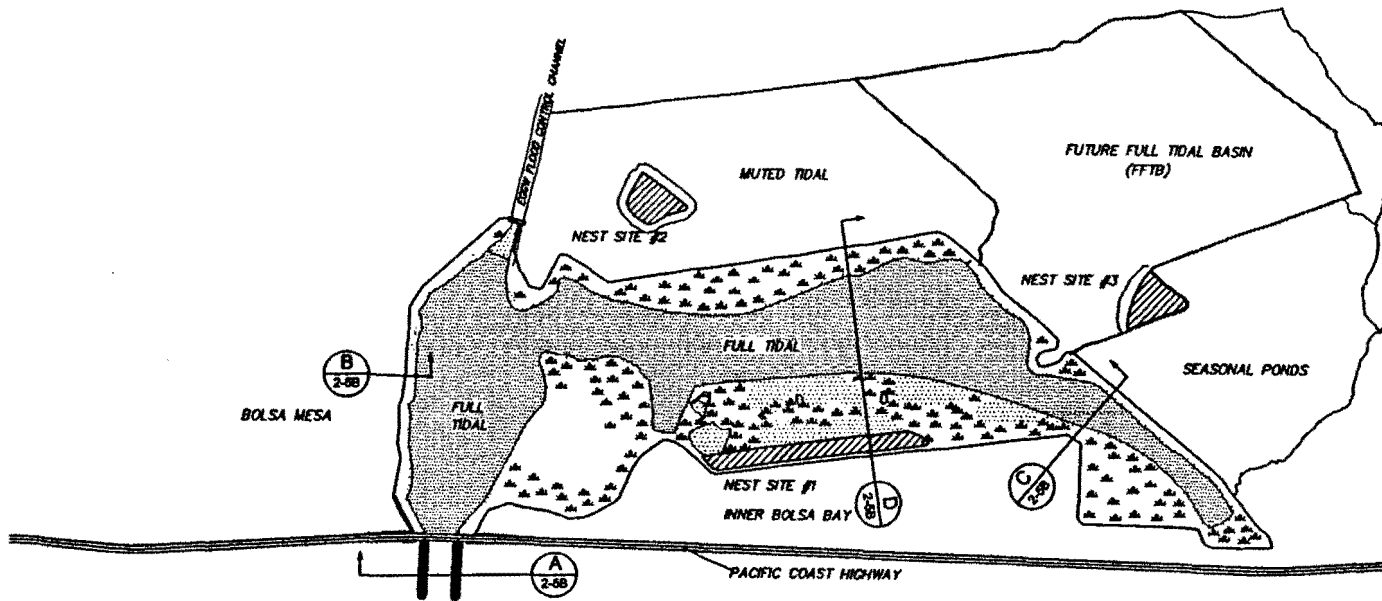 EGGW FLOOD CONTROL CHANNEL
FUTURE FULL TIDAL BASIN
(FFTB)
MUTED TIDAL
NEST SITE #2
NEST SITE #3
FULL TIDAL
SEASONAL PONDS
B
2-6B
BOLSA MESA
FULL
TIDAL
NEST SITE #1
INNER BOLSA BAY
D
2-6B
C
2-6B
A
2-6B
PACIFIC COAST HIGHWAY